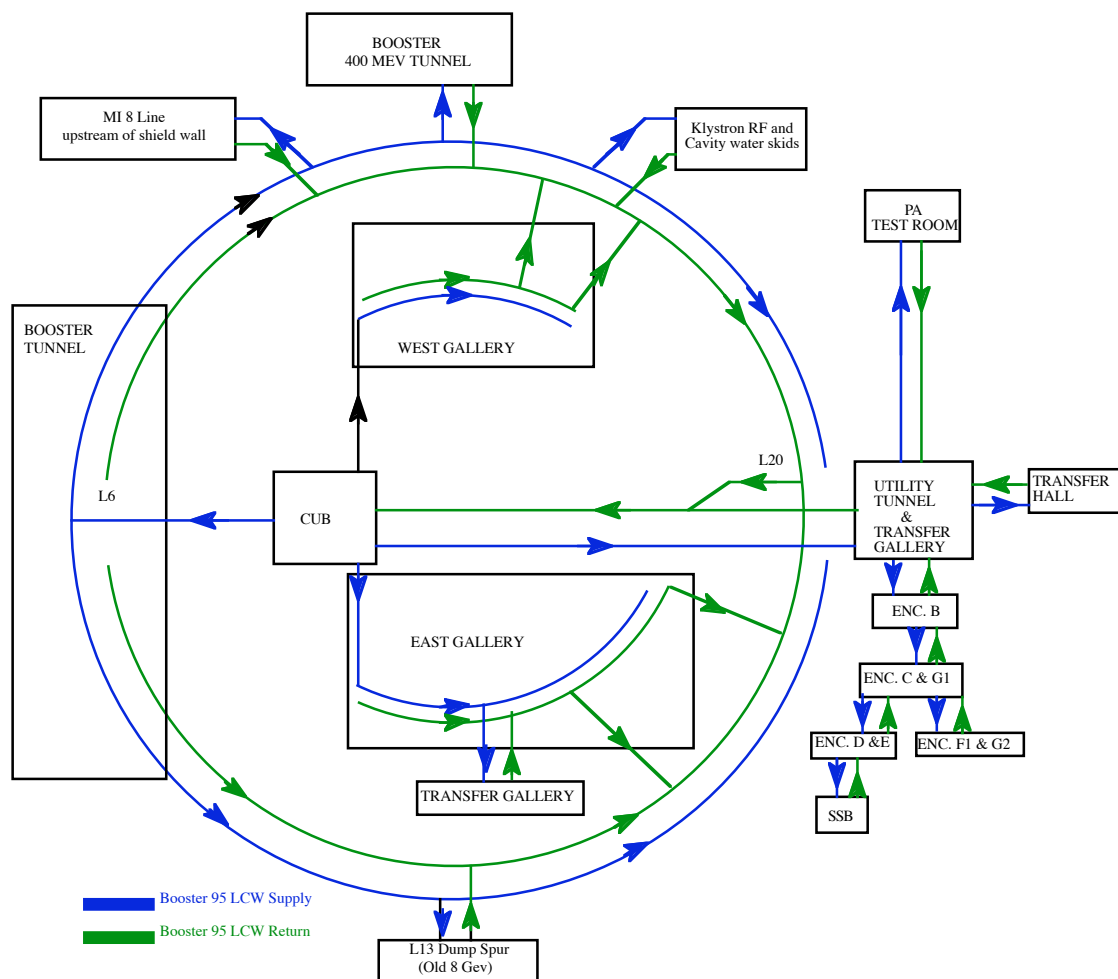 BOOSTER
400 MEV TUNNEL
MI 8 Line
upstream of shield wall
Klystron RF and
Cavity water skids
PA
TEST ROOM
BOOSTER
TUNNEL
WEST GALLERY
L6
L20
CUB
UTILITY
TUNNEL
&
TRANSFER
GALLERY
TRANSFER
HALL
ENC. B
EAST GALLERY
ENC. C & G1
ENC. D &E
ENC. F1 & G2
TRANSFER GALLERY
SSB
Booster 95 LCW Supply
Booster 95 LCW Return
L13 Dump Spur
(Old 8 Gev)